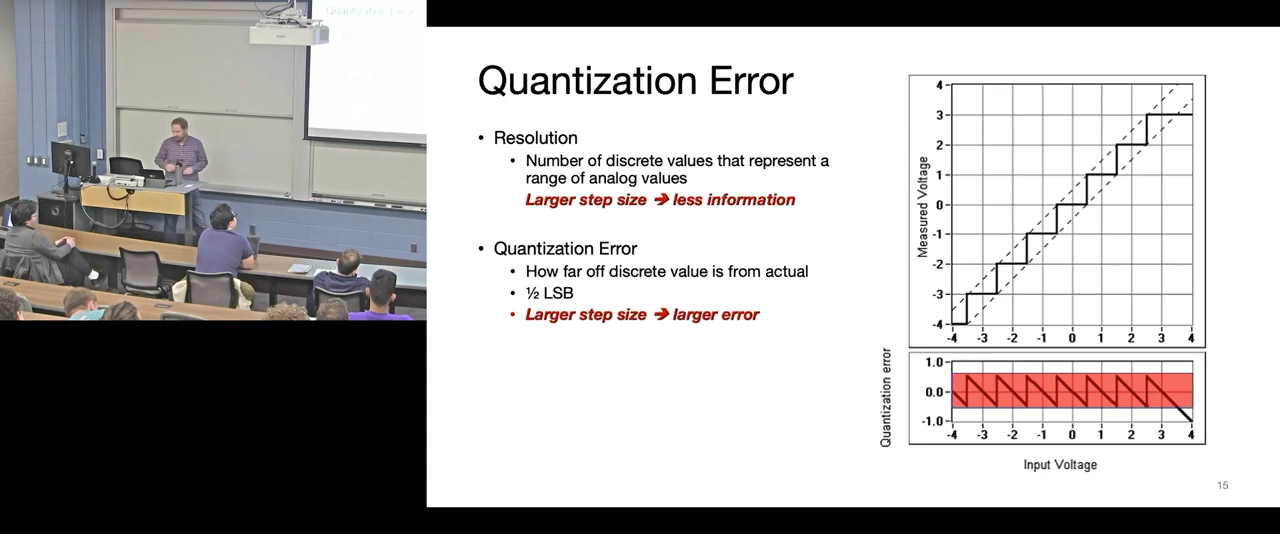 Quantization Error
Quantization Error
• Resolution
• Number of discrete values that represent a
range of analog values
Larger step size ➔ less information
• Quantization Error
• How far off discrete value is from actual
• ½ LSB
• Larger step size ➔ larger error
Measured Voltage
4
3
2
1
0
-1
-2
-3
-4
-4 -3 -2 -1 0 1 2 3 4
Quantization error
1.0
0.0
-1.0
-4 -3 -2 -1 0 1 2 3 4
Input Voltage
15